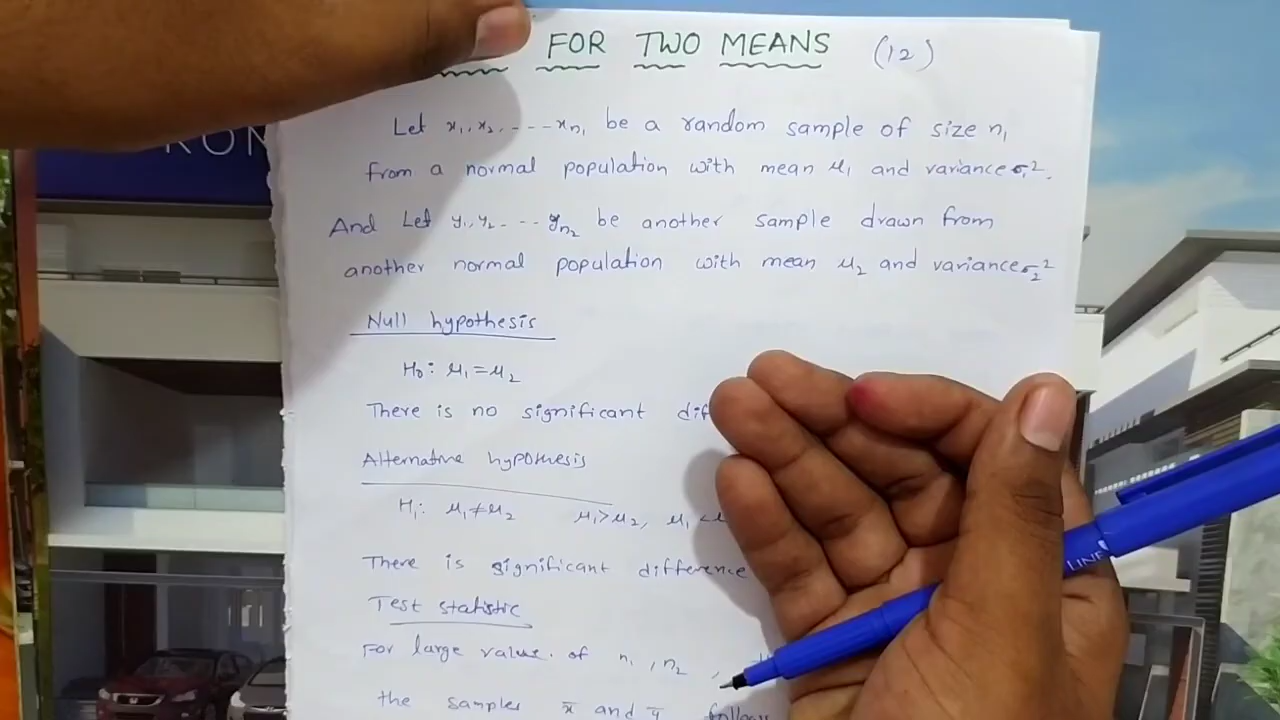 FOR TWO MEANS (12)
Let x₁, x₂, ---- xn₁ be a random sample of size n₁
from a normal population with mean μ₁ and variance σ₁².
And Let y₁, y₂ - - -- yn₂ be another sample drawn from
another normal population with mean μ₂ and variance σ₂²
Null hypothesis
H₀: μ₁ = μ₂
There is no significant
Alternative hypothesis
H₁: μ₁ ≠ μ₂ μ₁ > μ₂, μ₁ <
There is significant difference
Test statistic
For large value. of n₁, n₂ ,
the samples x̄ and ȳ follow
LINE